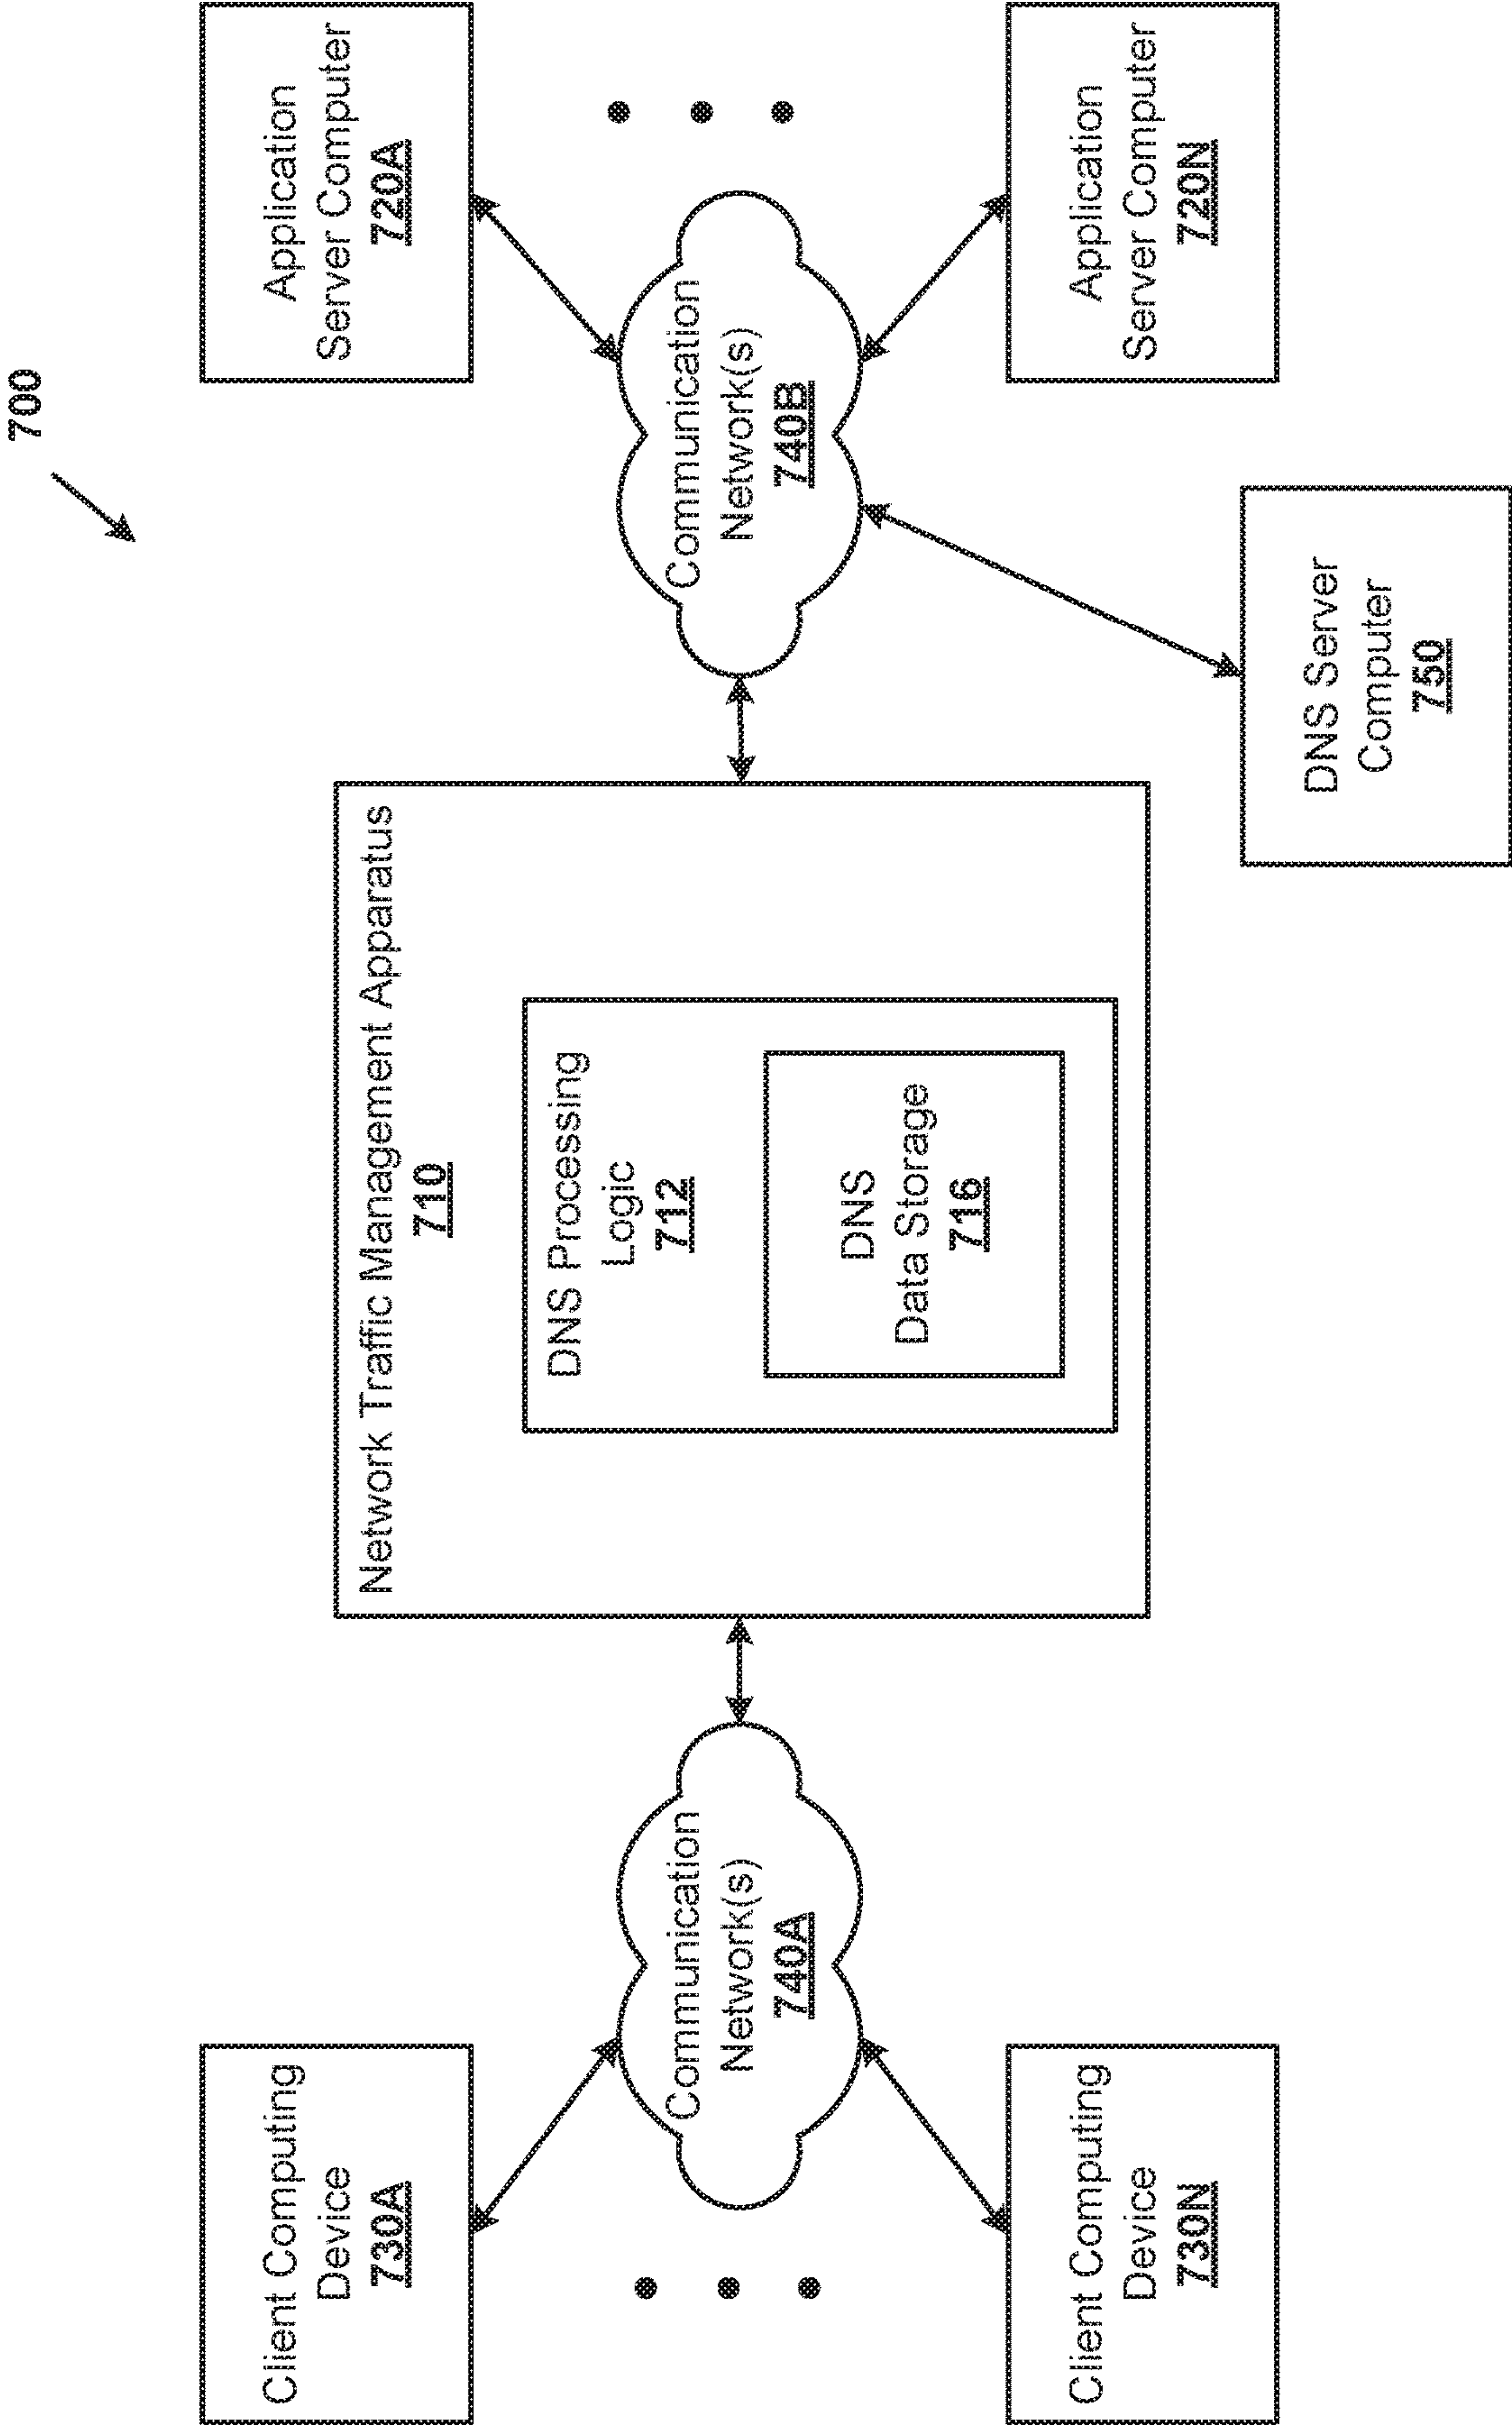 700
Client Computing
Device
730A
Client Computing
Device
730N
Communication
Network(s)
740A
Network Traffic Management Apparatus
710
DNS Processing
Logic
712
DNS
Data Storage
716
Communication
Network(s)
740B
Application
Server Computer
720A
Application
Server Computer
720N
DNS Server
Computer
750